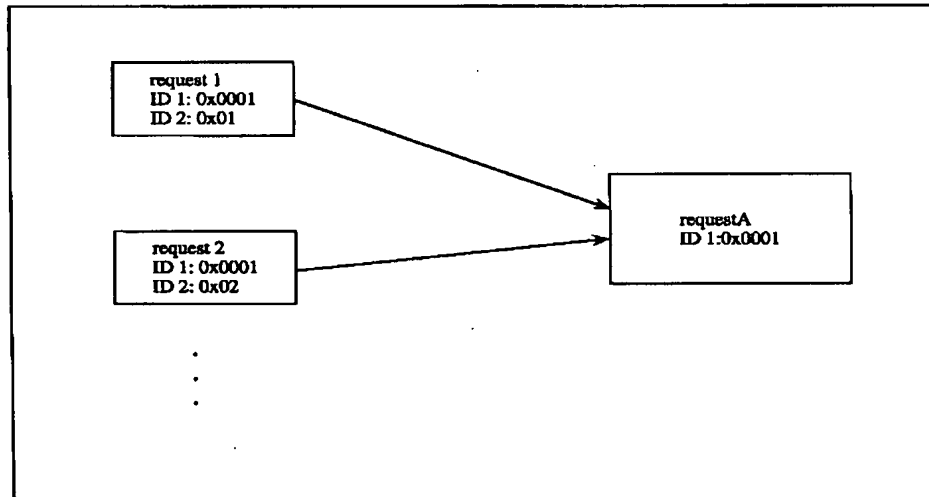 request 1
ID 1: 0x0001
ID 2: 0x01
requestA
ID 1:0x0001
request 2
ID 1: 0x0001
ID 2: 0x02